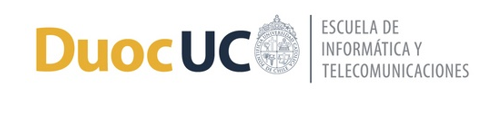 DuocUC
ESCUELA DE
INFORMÁTICA Y
TELECOMUNICACIONES